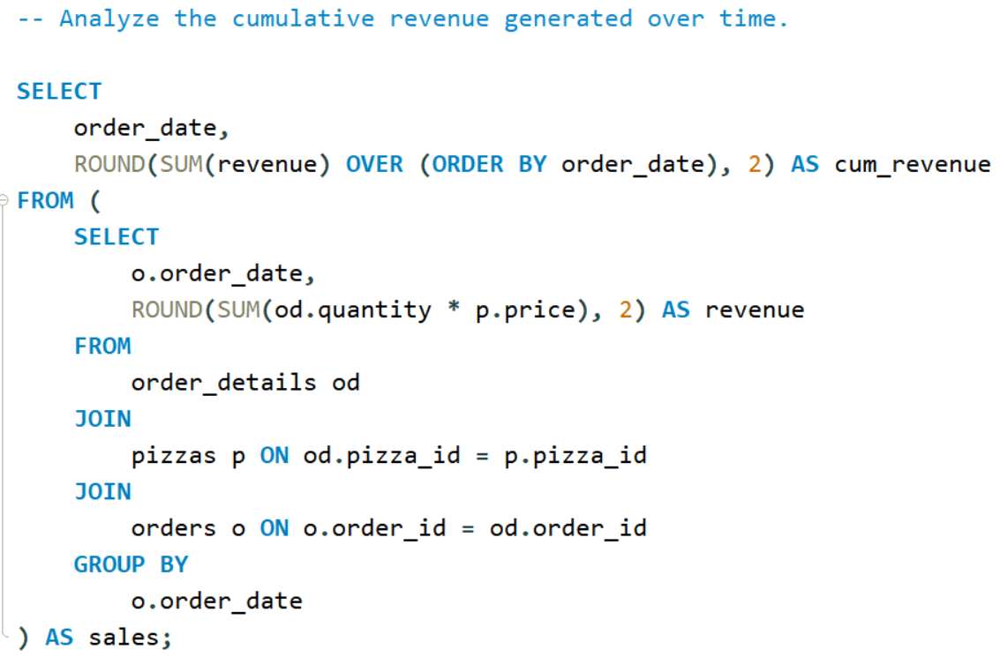 -- Analyze the cumulative revenue generated over time.
SELECT
order_date,
ROUND(SUM(revenue) OVER (ORDER BY order_date), 2) AS cum_revenue
FROM (
SELECT
o.order_date,
ROUND(SUM(od.quantity * p.price), 2) AS revenue
FROM
order_details od
JOIN
pizzas p ON od.pizza_id = p.pizza_id
JOIN
orders o ON o.order_id = od.order_id
GROUP BY
o.order_date
) AS sales;